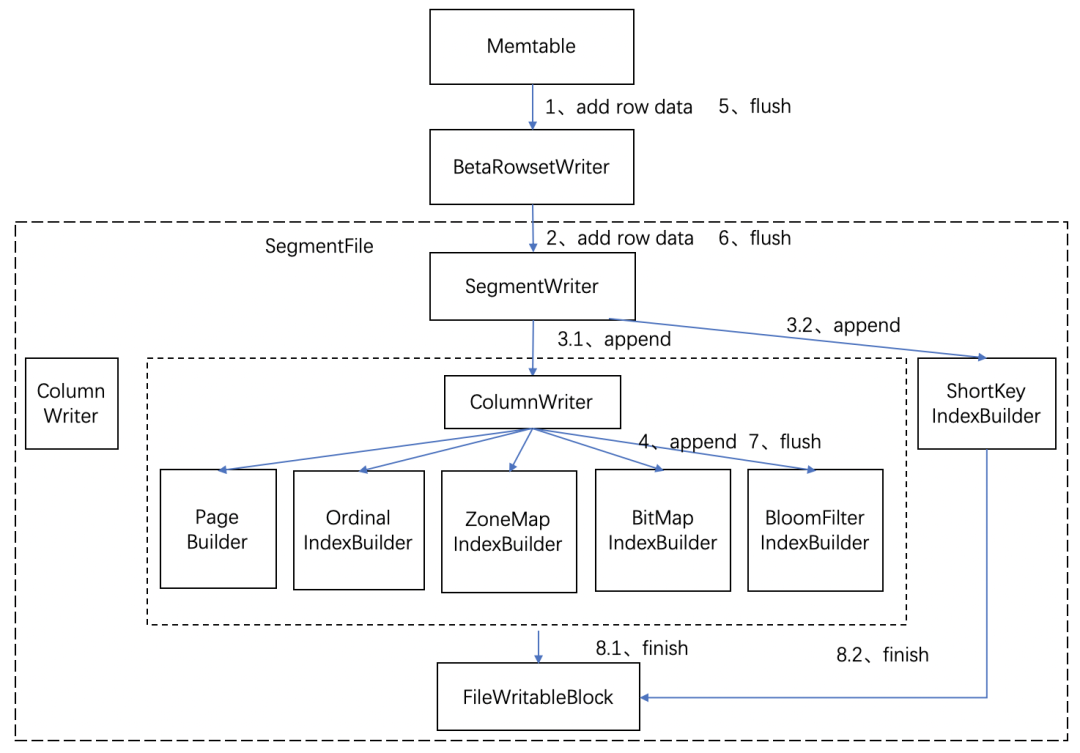 Memtable
1、add row data 5、flush
BetaRowsetWriter
2、add row data 6、flush
SegmentFile
SegmentWriter
3.1、append
3.2、append
Column
Writer
ColumnWriter
ShortKey
IndexBuilder
4、append 7、flush
Page
Builder
Ordinal
IndexBuilder
ZoneMap
IndexBuilder
BitMap
IndexBuilder
BloomFilter
IndexBuilder
8.1、finish
8.2、finish
FileWritableBlock